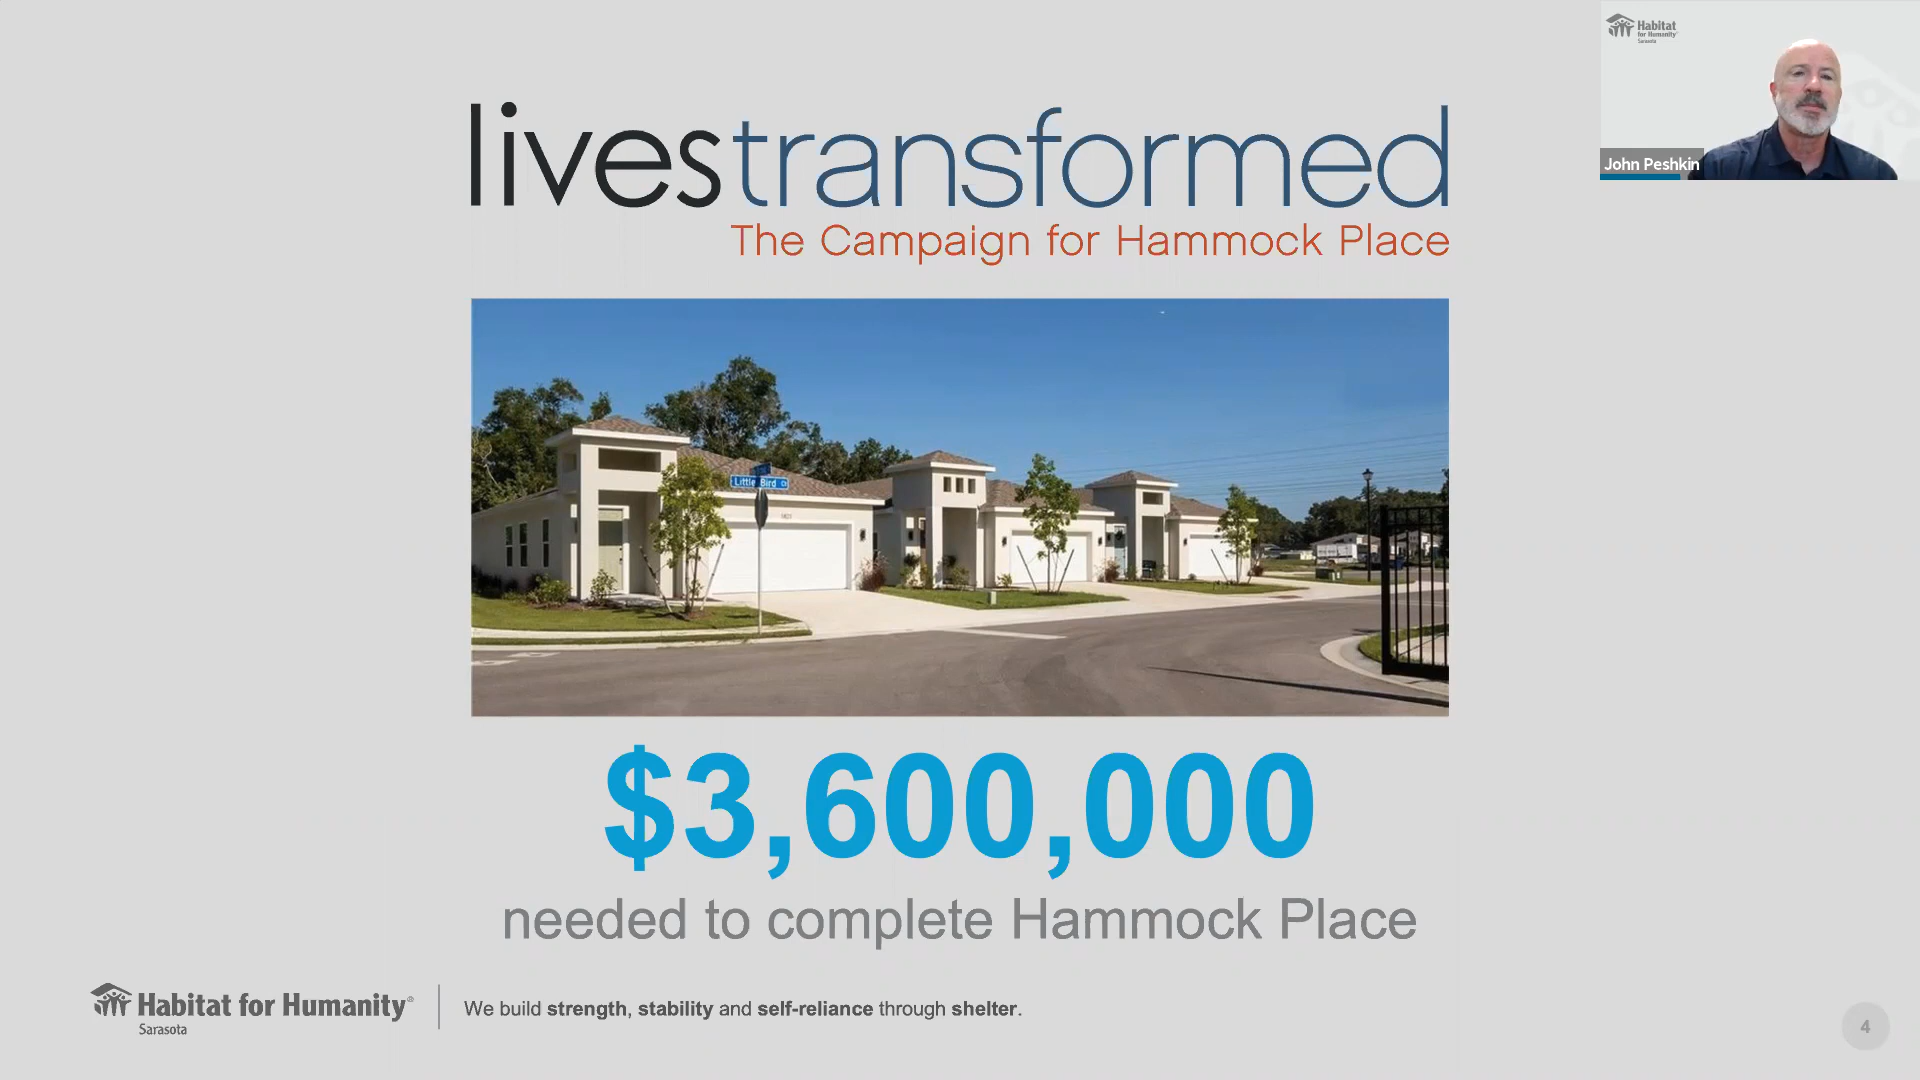 Habitat
for Humanity
Sarasota
John Peshkin
livestransformed
The Campaign for Hammock Place
Little Bird
$3,600,000
needed to complete Hammock Place
Habitat for Humanity®
Sarasota
We build strength, stability and self-reliance through shelter.
4